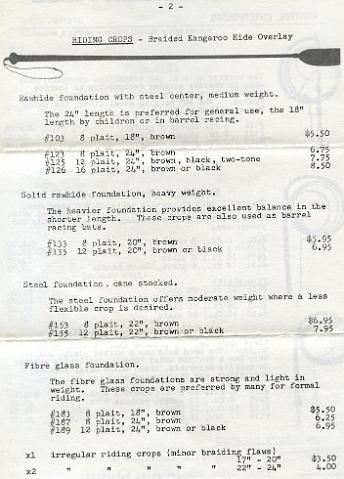 - 2 -
RIDING CROPS - Braided Kangaroo Hide Overlay
Rawhide foundation with steel center, medium weight.
The 24" length is preferred for general use, the 18"
length by children or in barrel racing.
#103 8 plait, 18", brown $5.50
#123 8 plait, 24", brown 6.75
#125 12 plait, 24", brown, black, two-tone 7.75
#126 16 plait, 24", brown or black 8.50
Solid rawhide foundation, heavy weight.
The heavier foundation provides excellent balance in the
shorter length. These crops are also used as barrel
racing bats.
#133 8 plait, 20", brown $5.95
#135 12 plait, 20", brown or black 6.95
Steel foundation, cane stocked.
The steel foundation offers moderate weight where a less
flexible crop is desired.
#153 8 plait, 22", brown $6.95
#155 12 plait, 22", brown or black 7.95
Fibre glass foundation.
The fibre glass foundations are strong and light in
weight. These crops are preferred by many for formal
riding.
#183 8 plait, 18", brown $5.50
#187 8 plait, 24", brown 6.25
#189 12 plait, 24", brown or black 6.95
x1 irregular riding crops (minor braiding flaws)
17" - 20" $3.50
x2 " " " " " 22" - 24" 4.00